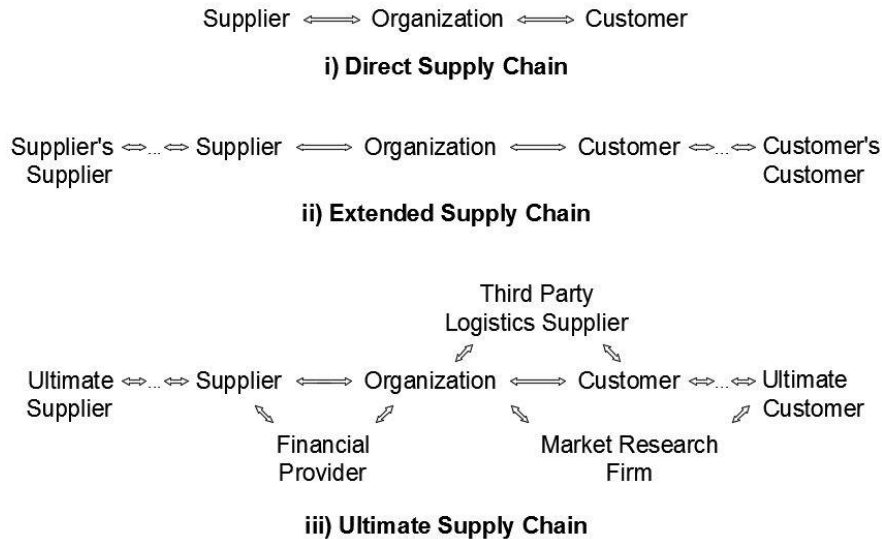 Supplier Organization Customer
i) Direct Supply Chain
Supplier's ... Supplier Organization Customer ... Customer's
Supplier Customer
ii) Extended Supply Chain
Third Party
Logistics Supplier
Ultimate ... Supplier Organization Customer ... Ultimate
Supplier Customer
Financial Market Research
Provider Firm
iii) Ultimate Supply Chain